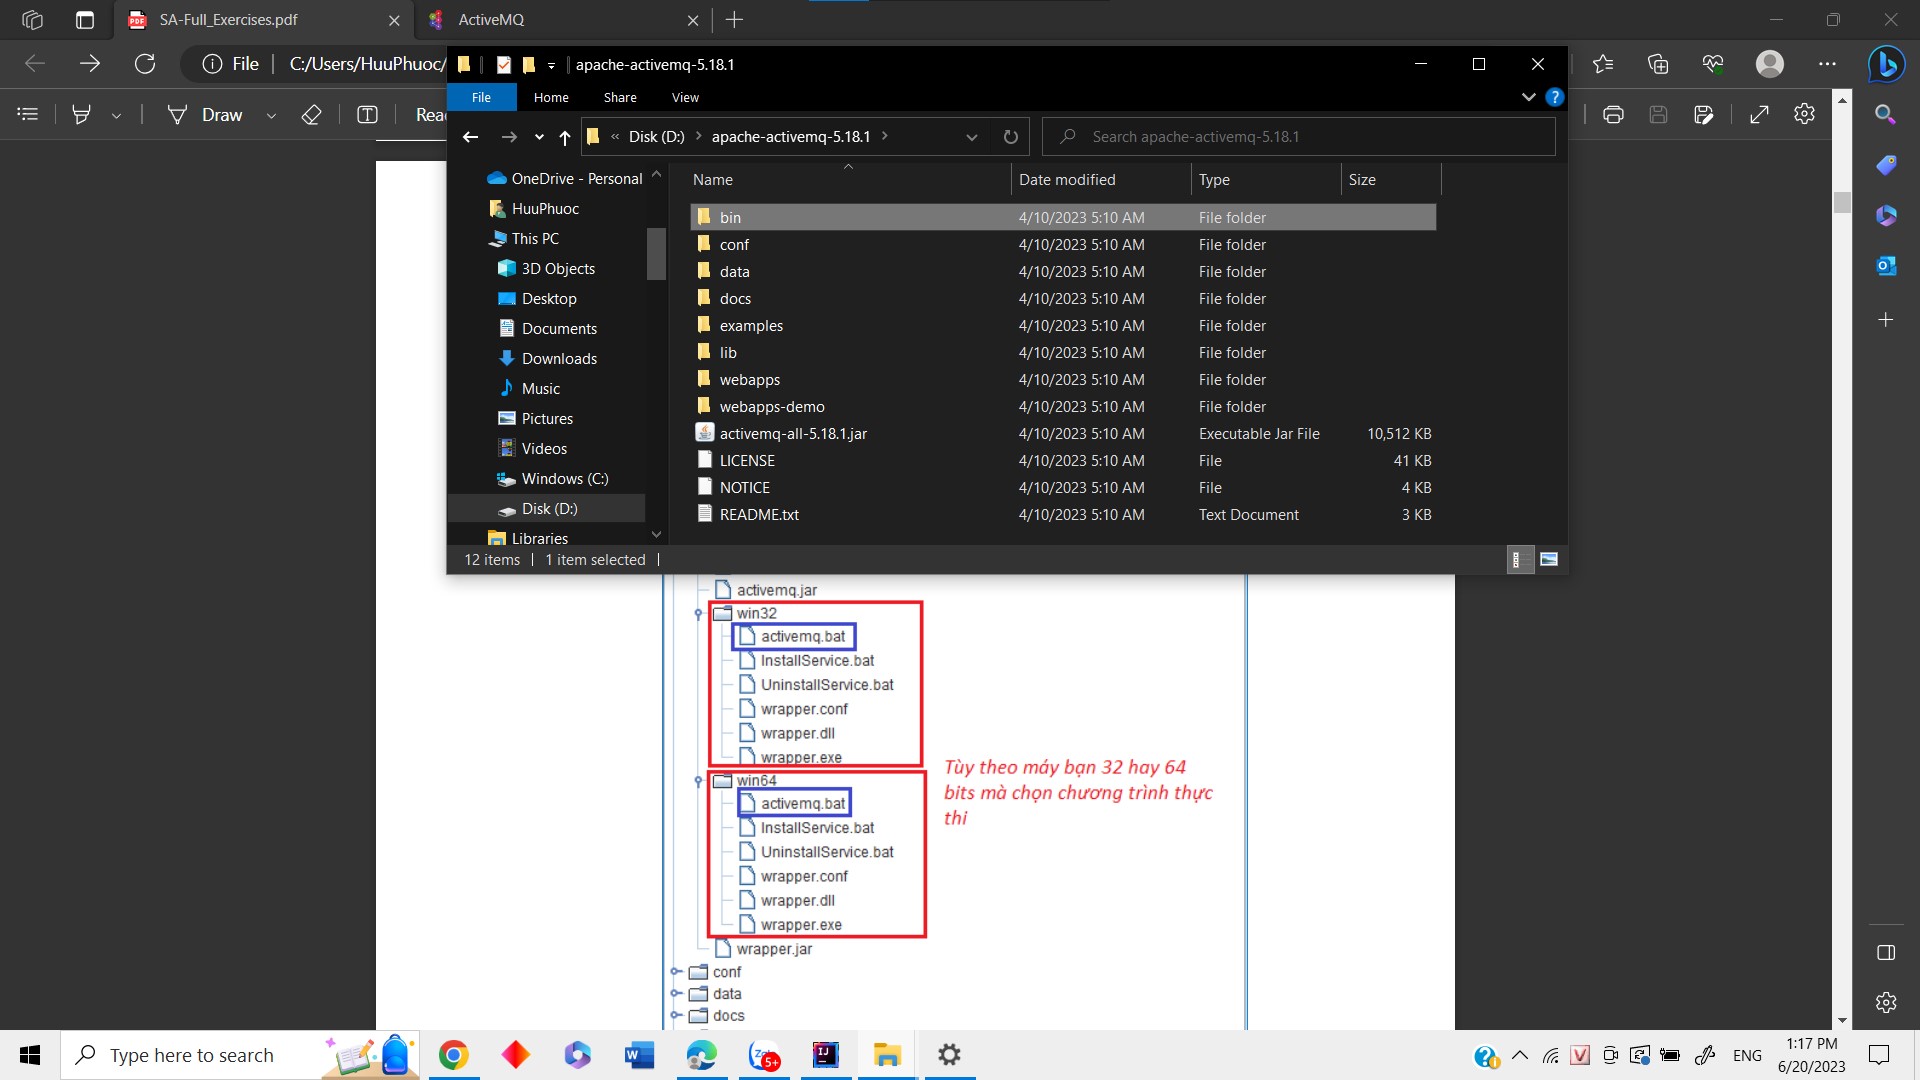 SA-Full_Exercises.pdf
ActiveMQ
File
C:/Users/HuuPhuoc/
Draw
Rea
apache-activemq-5.18.1
File
Home
Share
View
Disk (D:)
apache-activemq-5.18.1
Search apache-activemq-5.18.1
OneDrive - Personal
HuuPhuoc
This PC
3D Objects
Desktop
Documents
Downloads
Music
Pictures
Videos
Windows (C:)
Disk (D:)
Libraries
Name Date modified Type Size
bin 4/10/2023 5:10 AM File folder
conf 4/10/2023 5:10 AM File folder
data 4/10/2023 5:10 AM File folder
docs 4/10/2023 5:10 AM File folder
examples 4/10/2023 5:10 AM File folder
lib 4/10/2023 5:10 AM File folder
webapps 4/10/2023 5:10 AM File folder
webapps-demo 4/10/2023 5:10 AM File folder
activemq-all-5.18.1.jar 4/10/2023 5:10 AM Executable Jar File 10,512 KB
LICENSE 4/10/2023 5:10 AM File 41 KB
NOTICE 4/10/2023 5:10 AM File 4 KB
README.txt 4/10/2023 5:10 AM Text Document 3 KB
12 items
1 item selected
activemq.jar
win32
activemq.bat
InstallService.bat
UninstallService.bat
wrapper.conf
wrapper.dll
wrapper.exe
win64
activemq.bat
InstallService.bat
UninstallService.bat
wrapper.conf
wrapper.dll
wrapper.exe
wrapper.jar
conf
data
docs
Tùy theo máy bạn 32 hay 64
bits mà chọn chương trình thực
thi
Type here to search
5+
ENG
1:17 PM
6/20/2023